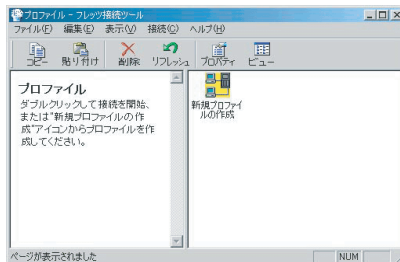 プロファイル - フレッツ接続ツール
ファイル(F) 編集(E) 表示(V) 接続(C) ヘルプ(H)
コピー 貼り付け 削除 リフレッシュ プロパティ ビュー
プロファイル
ダブルクリックして接続を開始、
または"新規プロファイルの作
成"アイコンからプロファイルを作
成してください。
新規プロファイ
ルの作成
ページが表示されました
NUM